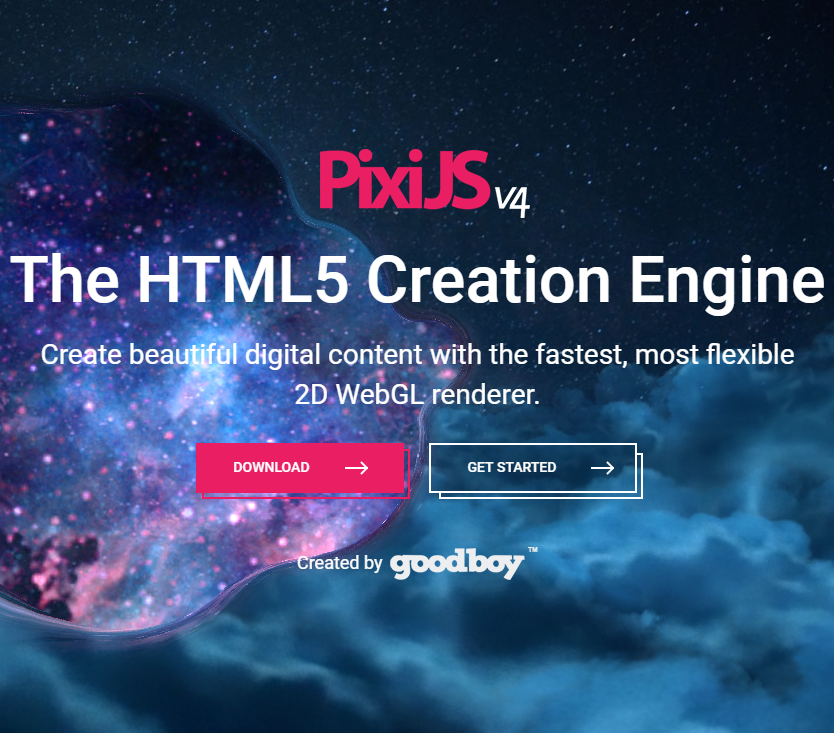 PixiJS v4
The HTML5 Creation Engine
Create beautiful digital content with the fastest, most flexible
2D WebGL renderer.
DOWNLOAD GET STARTED
Created by goodboy™